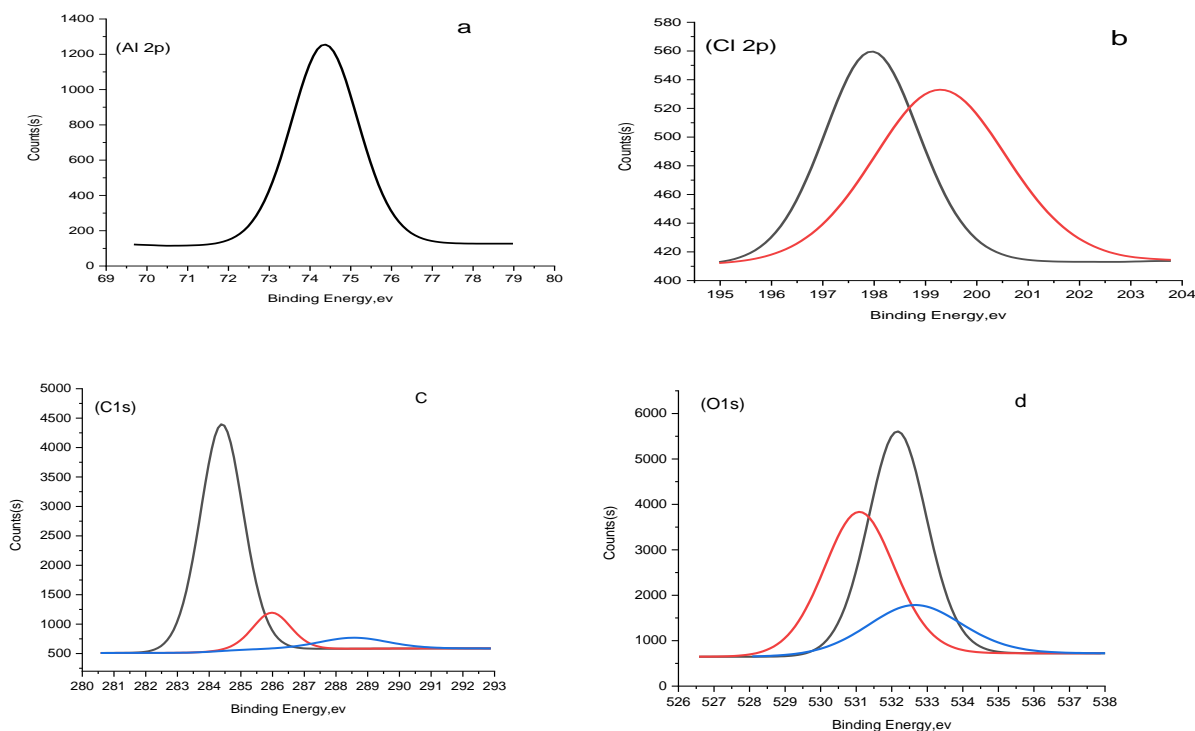 a
(Al 2p)
1400
1200
1000
800
600
400
200
0
Counts(s)
69 70 71 72 73 74 75 76 77 78 79 80
Binding Energy,ev
b
(Cl 2p)
580
560
540
520
500
480
460
440
420
400
Counts(s)
195 196 197 198 199 200 201 202 203 204
Binding Energy,ev
C
(C1s)
5000
4500
4000
3500
3000
2500
2000
1500
1000
500
Counts(s)
280 281 282 283 284 285 286 287 288 289 290 291 292 293
Binding Energy,ev
d
(O1s)
6000
5000
4000
3000
2000
1000
0
Counts(s)
526 527 528 529 530 531 532 533 534 535 536 537 538
Binding Energy,ev